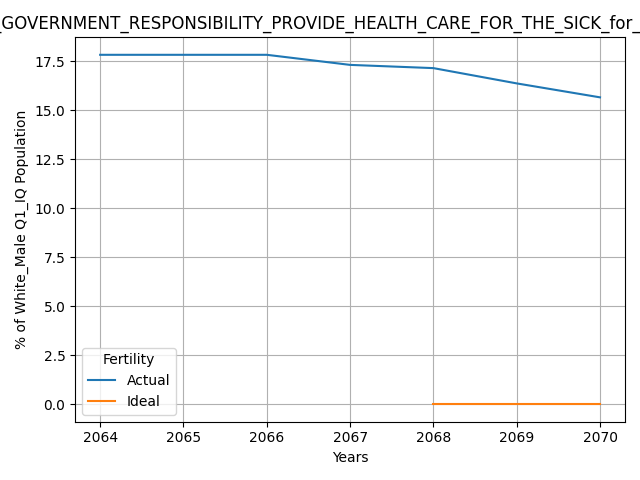 _GOVERNMENT_RESPONSIBILITY_PROVIDE_HEALTH_CARE_FOR_THE_SICK_for_
% of White_Male Q1_IQ Population
17.5
15.0
12.5
10.0
7.5
5.0
2.5
0.0
Fertility
Actual
Ideal
2064 2065 2066 2067 2068 2069 2070
Years